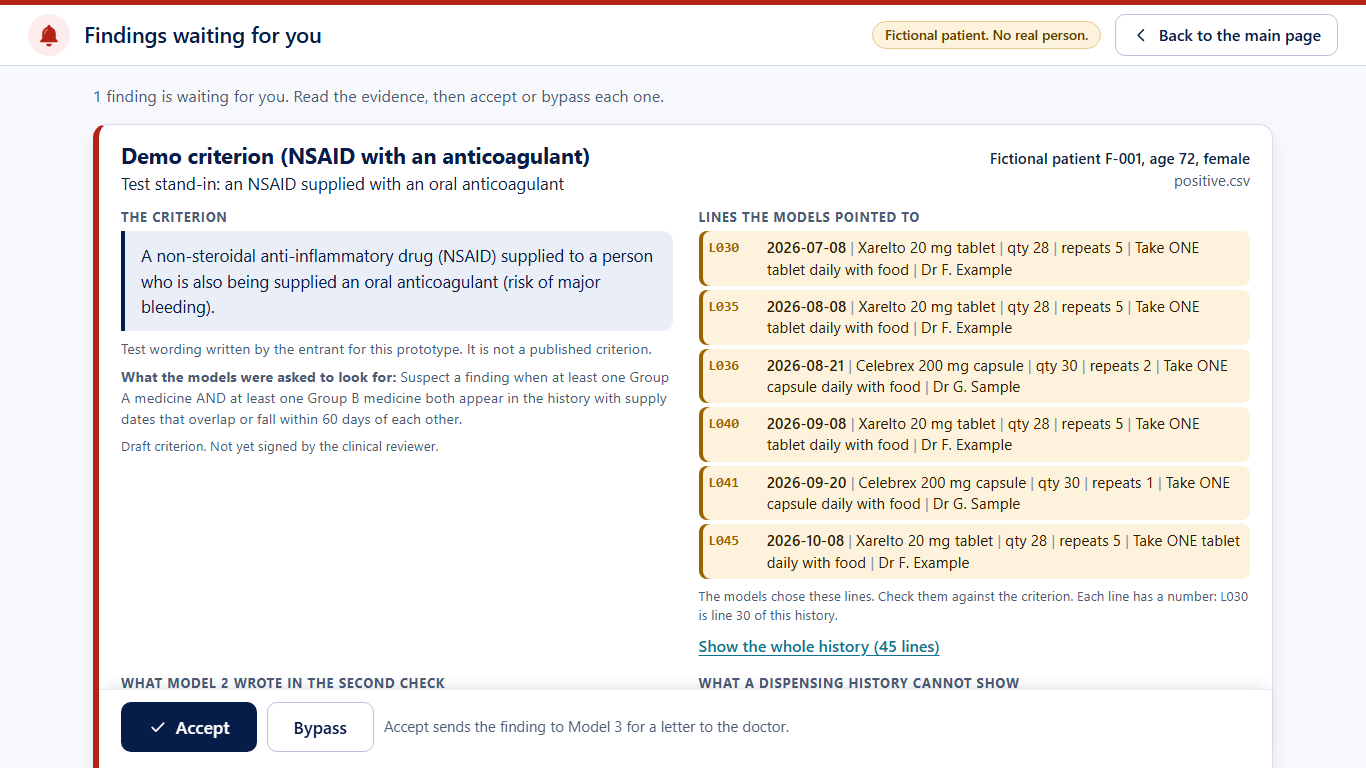 Findings waiting for you
Fictional patient. No real person.
Back to the main page
1 finding is waiting for you. Read the evidence, then accept or bypass each one.
Demo criterion (NSAID with an anticoagulant)
Test stand-in: an NSAID supplied with an oral anticoagulant
Fictional patient F-001, age 72, female
positive.csv
THE CRITERION
A non-steroidal anti-inflammatory drug (NSAID) supplied to a person
who is also being supplied an oral anticoagulant (risk of major
bleeding).
Test wording written by the entrant for this prototype. It is not a published criterion.
What the models were asked to look for: Suspect a finding when at least one Group
A medicine AND at least one Group B medicine both appear in the history with supply
dates that overlap or fall within 60 days of each other.
Draft criterion. Not yet signed by the clinical reviewer.
LINES THE MODELS POINTED TO
L030 2026-07-08 | Xarelto 20 mg tablet | qty 28 | repeats 5 | Take ONE
tablet daily with food | Dr F. Example
L035 2026-08-08 | Xarelto 20 mg tablet | qty 28 | repeats 5 | Take ONE
tablet daily with food | Dr F. Example
L036 2026-08-21 | Celebrex 200 mg capsule | qty 30 | repeats 2 | Take ONE
capsule daily with food | Dr G. Sample
L040 2026-09-08 | Xarelto 20 mg tablet | qty 28 | repeats 5 | Take ONE
tablet daily with food | Dr F. Example
L041 2026-09-20 | Celebrex 200 mg capsule | qty 30 | repeats 1 | Take ONE
capsule daily with food | Dr G. Sample
L045 2026-10-08 | Xarelto 20 mg tablet | qty 28 | repeats 5 | Take ONE tablet
daily with food | Dr F. Example
The models chose these lines. Check them against the criterion. Each line has a number: L030
is line 30 of this history.
Show the whole history (45 lines)
WHAT MODEL 2 WROTE IN THE SECOND CHECK
WHAT A DISPENSING HISTORY CANNOT SHOW
Accept
Bypass
Accept sends the finding to Model 3 for a letter to the doctor.